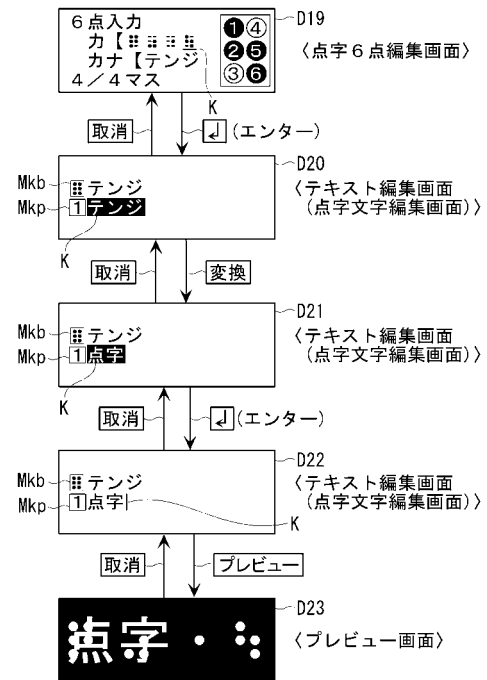 ６点入力
カ【⠟⠐⠳⠻
カナ【テンジ
４／４マス
①④
②⑤
③⑥
D19
〈点字６点編集画面〉
K
取消
↲(エンター)
D20
Mkb
⠿テンジ
〈テキスト編集画面
Mkp
1テンジ
(点字文字編集画面)〉
K
取消
変換
D21
Mkb
⠿テンジ
〈テキスト編集画面
Mkp
1点字
(点字文字編集画面)〉
K
取消
↲(エンター)
D22
Mkb
⠿テンジ
〈テキスト編集画面
Mkp
1点字
(点字文字編集画面)〉
K
取消
プレビュー
D23
点字
〈プレビュー画面〉